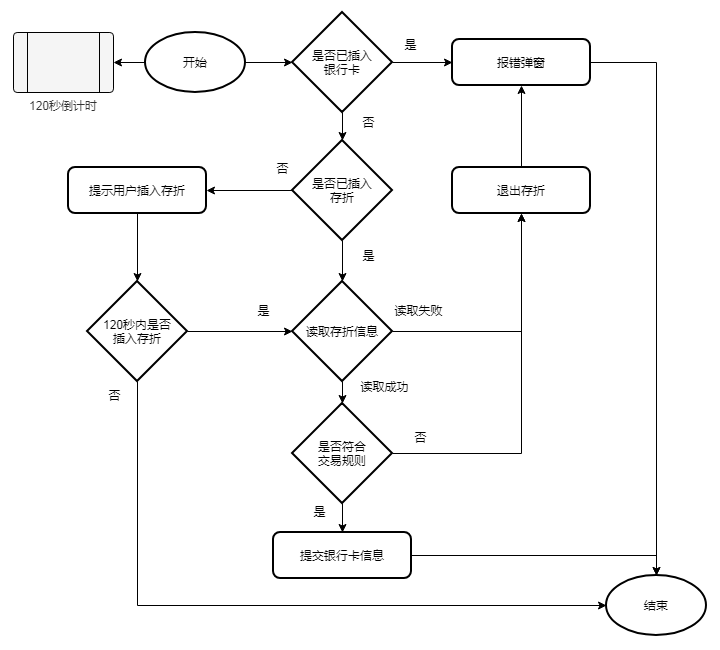 开始
是否已插入
银行卡
是
报错弹窗
120秒倒计时
否
否
提示用户插入存折
是否已插入
存折
退出存折
是
读取失败
120秒内是否
插入存折
是
读取存折信息
读取成功
否
否
是否符合
交易规则
是
提交银行卡信息
结束